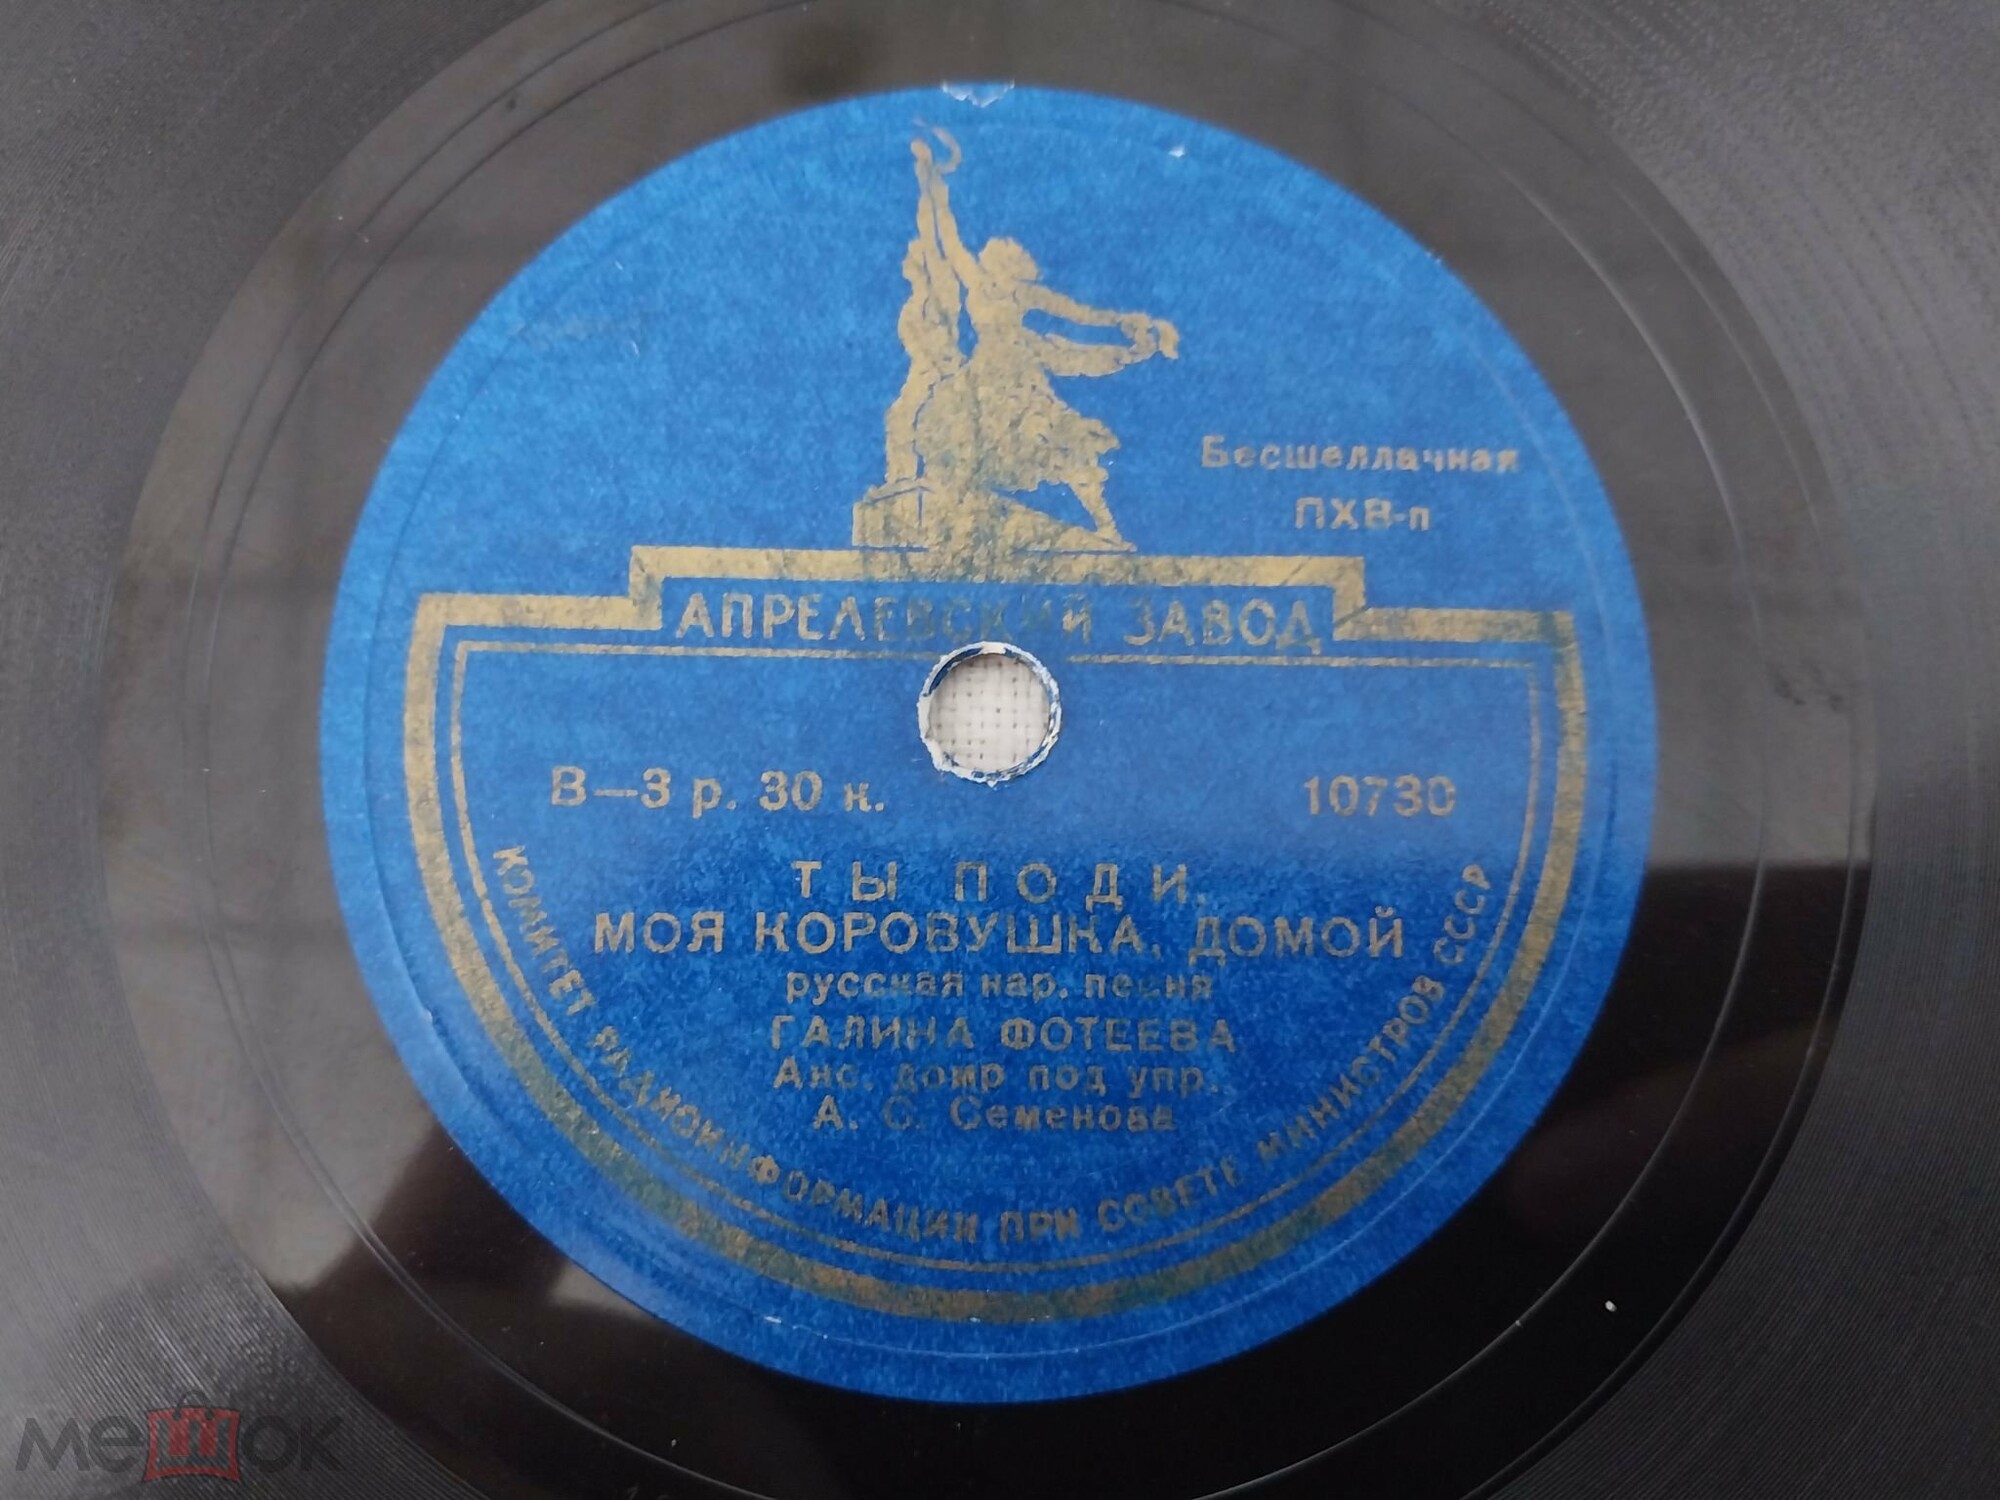 Бесшеллачная
ПХВ-п
АПРЕЛЕВСКИЙ ЗАВОД
В—3 р. 30 к.
10730
ТЫ ПОДИ,
МОЯ КОРОВУШКА, ДОМОЙ
русская нар. песня
ГАЛИНА ФОТЕЕВА
Анс. домр под упр.
А. С. Семенова
КОМИТЕТ РАДИОИНФОРМАЦИИ ПРИ СОВЕТЕ МИНИСТРОВ СССР
мешок